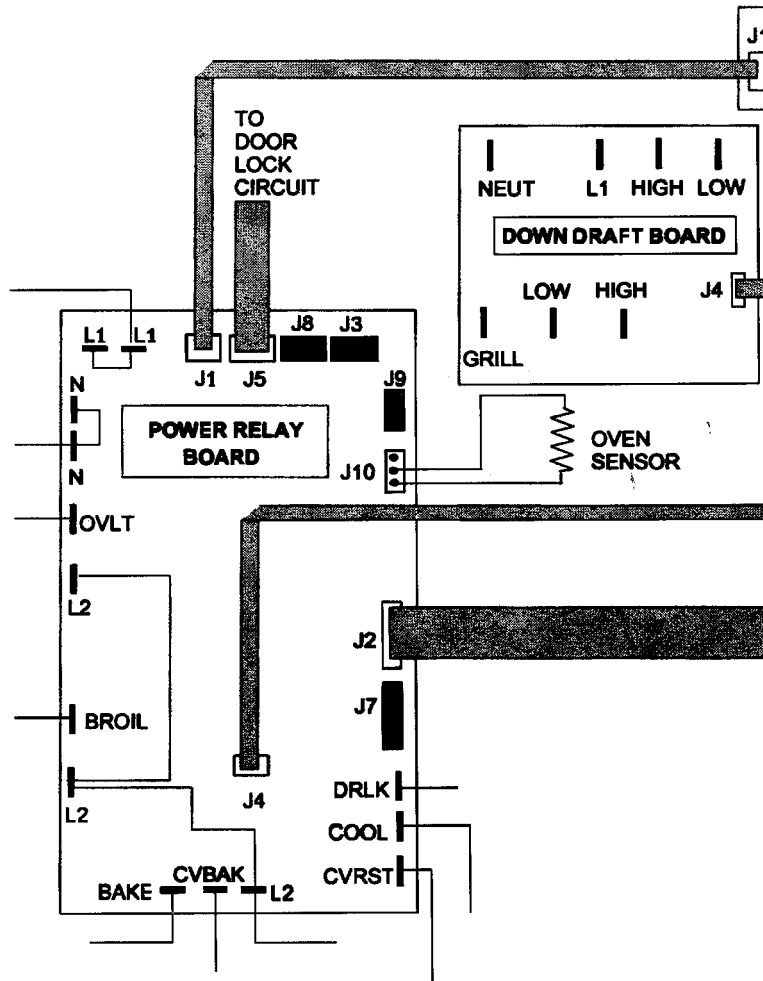 J1
TO
DOOR
LOCK
CIRCUIT
NEUT L1 HIGH LOW
DOWN DRAFT BOARD
LOW HIGH J4
GRILL
L1 L1 J1 J5 J8 J3
N
J9
POWER RELAY
BOARD
N
J10
OVEN
SENSOR
OVLT
L2
J2
J7
BROIL
L2
J4
DRLK
COOL
CVRST
BAKE CVBAK L2